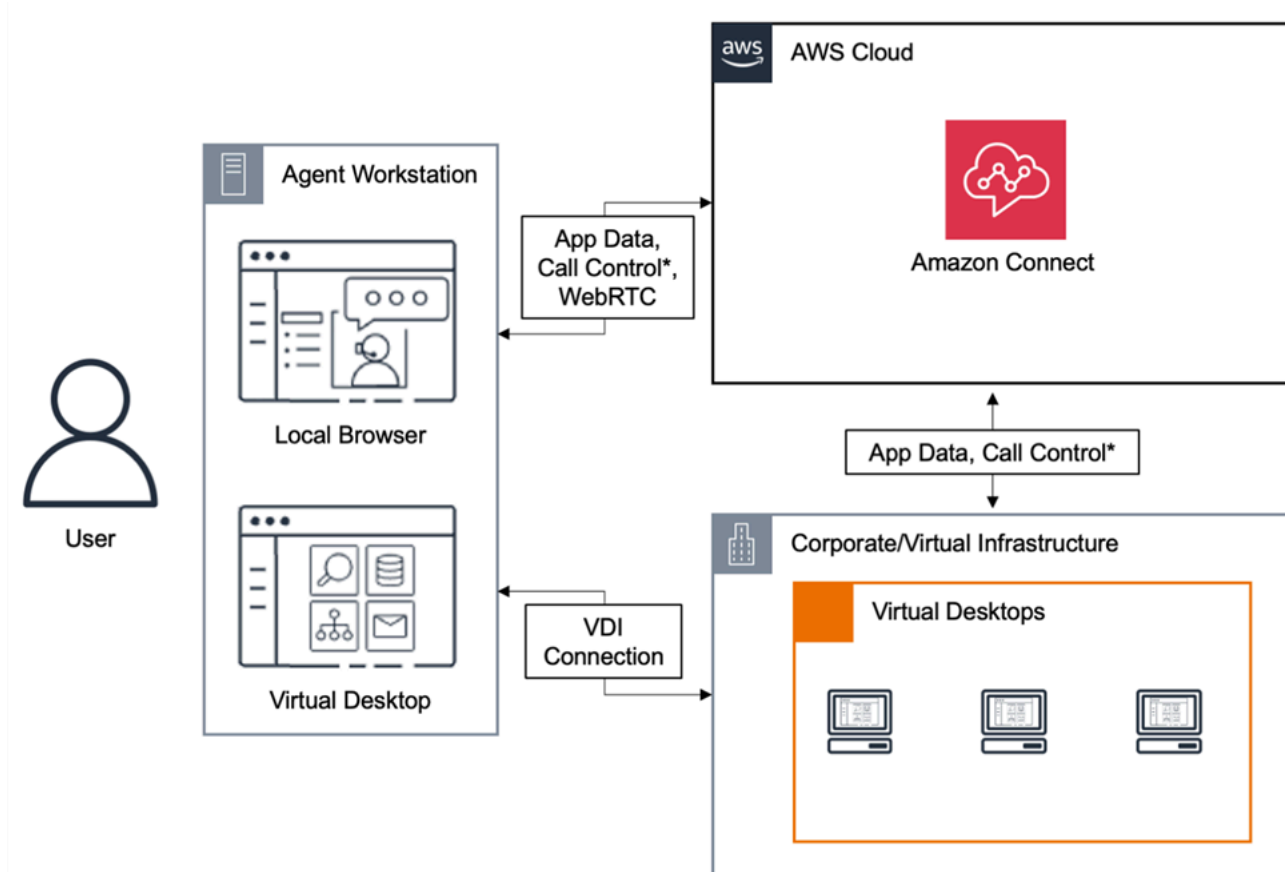 aws
AWS Cloud
Amazon Connect
Agent Workstation
App Data,
Call Control*,
WebRTC
Local Browser
User
App Data, Call Control*
Virtual Desktop
VDI
Connection
Corporate/Virtual Infrastructure
Virtual Desktops